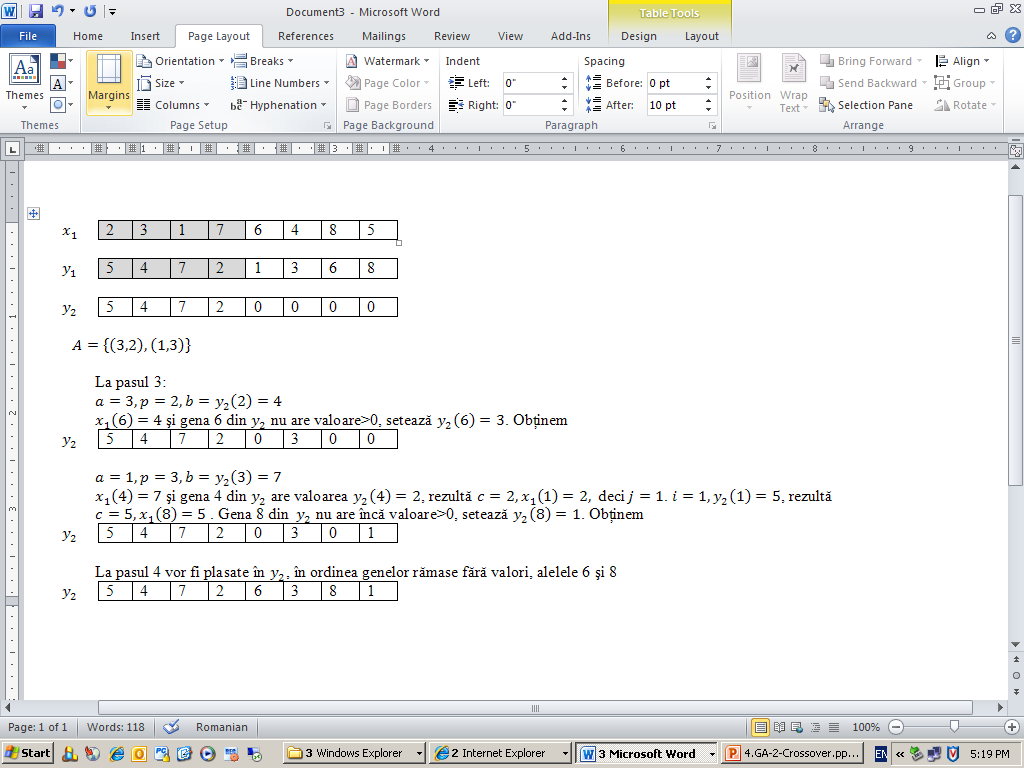 Document3 - Microsoft Word
Table Tools
File Home Insert Page Layout References Mailings Review View Add-Ins Design Layout
Themes
Margins
Orientation
Size
Columns
Breaks
Line Numbers
Hyphenation
Watermark
Page Color
Page Borders
Indent
Left: 0"
Right: 0"
Spacing
Before: 0 pt
After: 10 pt
Position
Wrap Text
Bring Forward
Send Backward
Selection Pane
Align
Group
Rotate
Themes Page Setup Page Background Paragraph Arrange
1 2 3 4 5 6 7 8 9
x₁ 2 3 1 7 6 4 8 5
y₁ 5 4 7 2 1 3 6 8
y₂ 5 4 7 2 0 0 0 0
A = {(3,2), (1,3)}
La pasul 3:
a = 3, p = 2, b = y₂(2) = 4
x₁(6) = 4 şi gena 6 din y₂ nu are valoare>0, setează y₂(6) = 3. Obținem
y₂ 5 4 7 2 0 3 0 0
a = 1, p = 3, b = y₂(3) = 7
x₁(4) = 7 şi gena 4 din y₂ are valoarea y₂(4) = 2, rezultă c = 2, x₁(1) = 2, deci j = 1. i = 1, y₂(1) = 5, rezultă
c = 5, x₁(8) = 5 . Gena 8 din y₂ nu are încă valoare>0, setează y₂(8) = 1. Obținem
y₂ 5 4 7 2 0 3 0 1
La pasul 4 vor fi plasate în y₂, în ordinea genelor rămase fără valori, alelele 6 şi 8
y₂ 5 4 7 2 6 3 8 1
Page: 1 of 1 Words: 118 Romanian 100%
Start 3 Windows Explorer 2 Internet Explorer 3 Microsoft Word 4.GA-2-Crossover.pp... EN « 5:19 PM